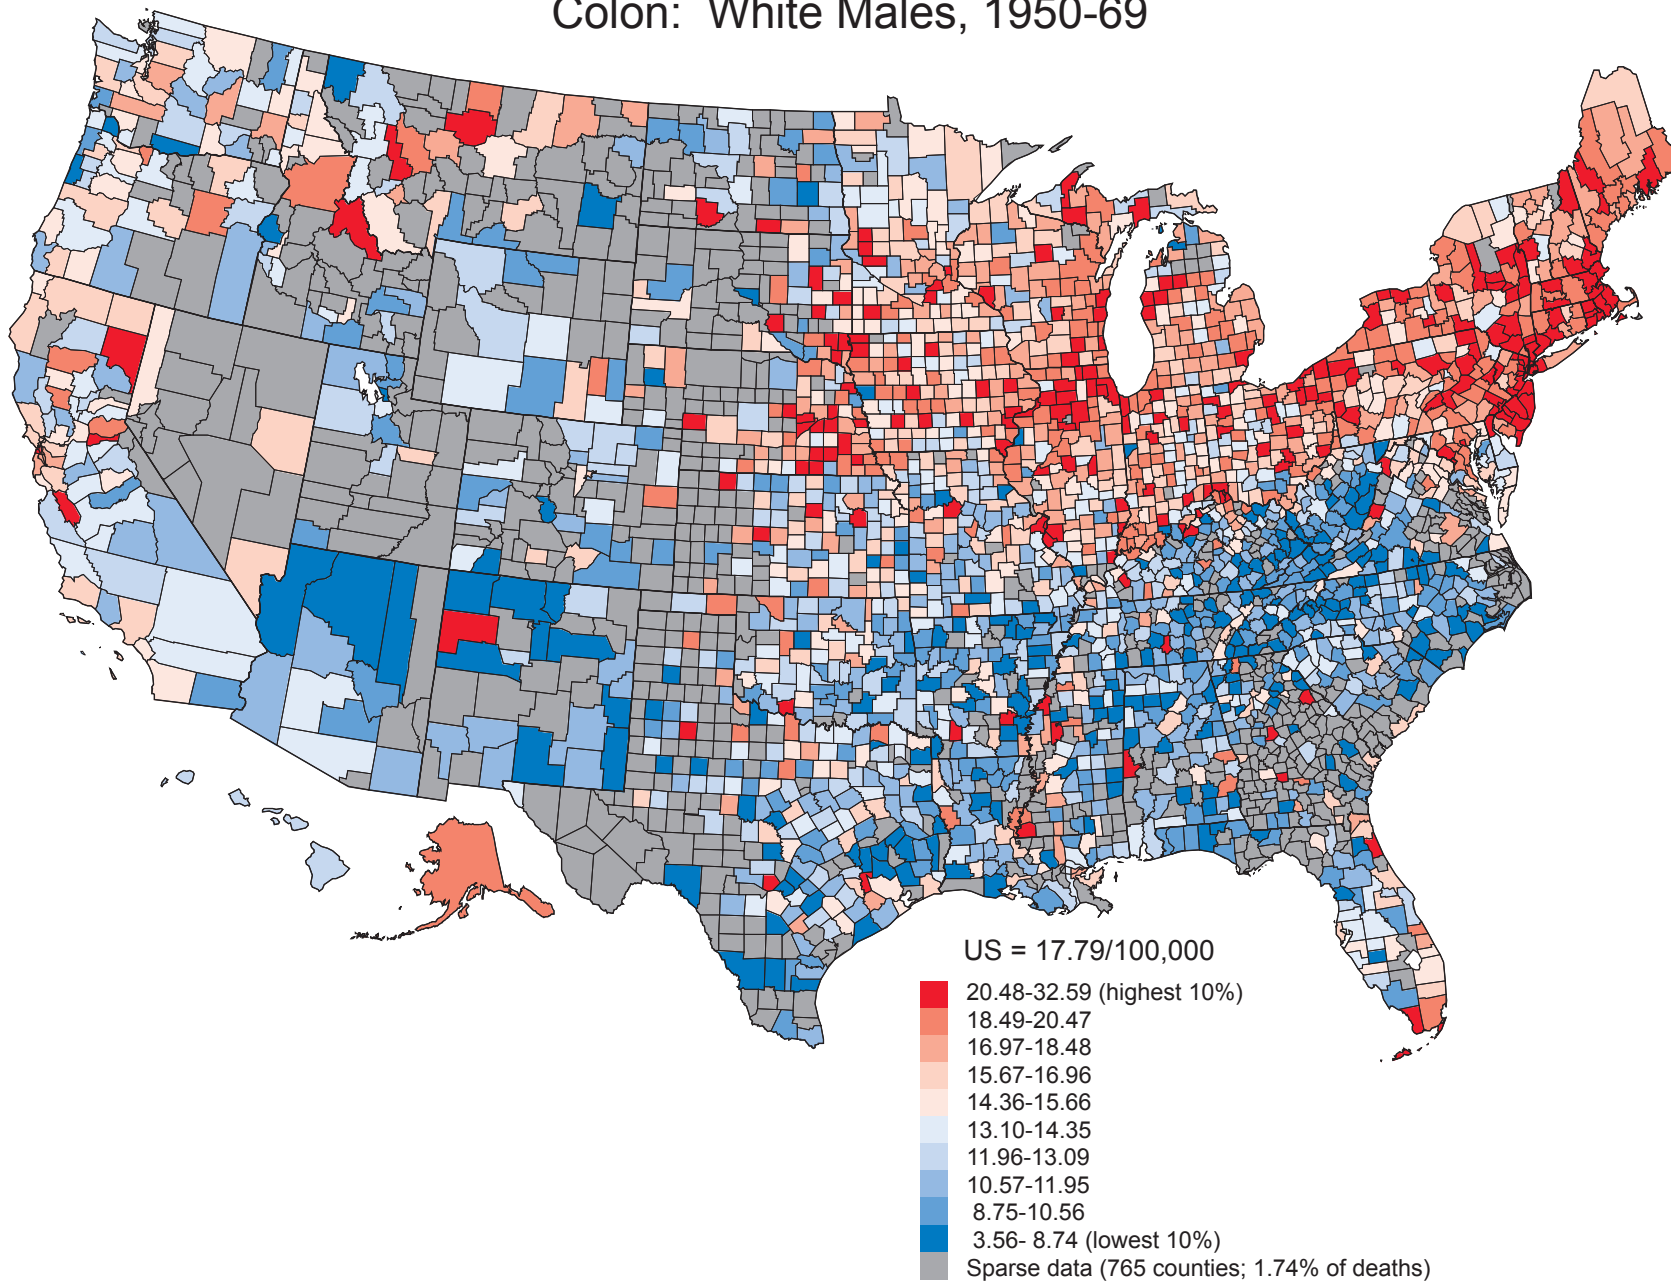 Colon: White Males, 1950-69
US = 17.79/100,000
20.48-32.59 (highest 10%)
18.49-20.47
16.97-18.48
15.67-16.96
14.36-15.66
13.10-14.35
11.96-13.09
10.57-11.95
8.75-10.56
3.56- 8.74 (lowest 10%)
Sparse data (765 counties; 1.74% of deaths)